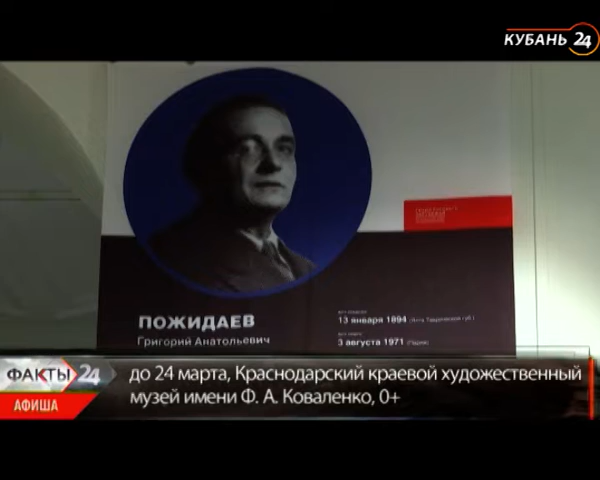 КУБАНЬ 24
ПОЖИДАЕВ
Григорий Анатольевич
13 января 1894
3 августа 1971
ФАКТЫ 24
АФИША
до 24 марта, Краснодарский краевой художественный
музей имени Ф. А. Коваленко, 0+